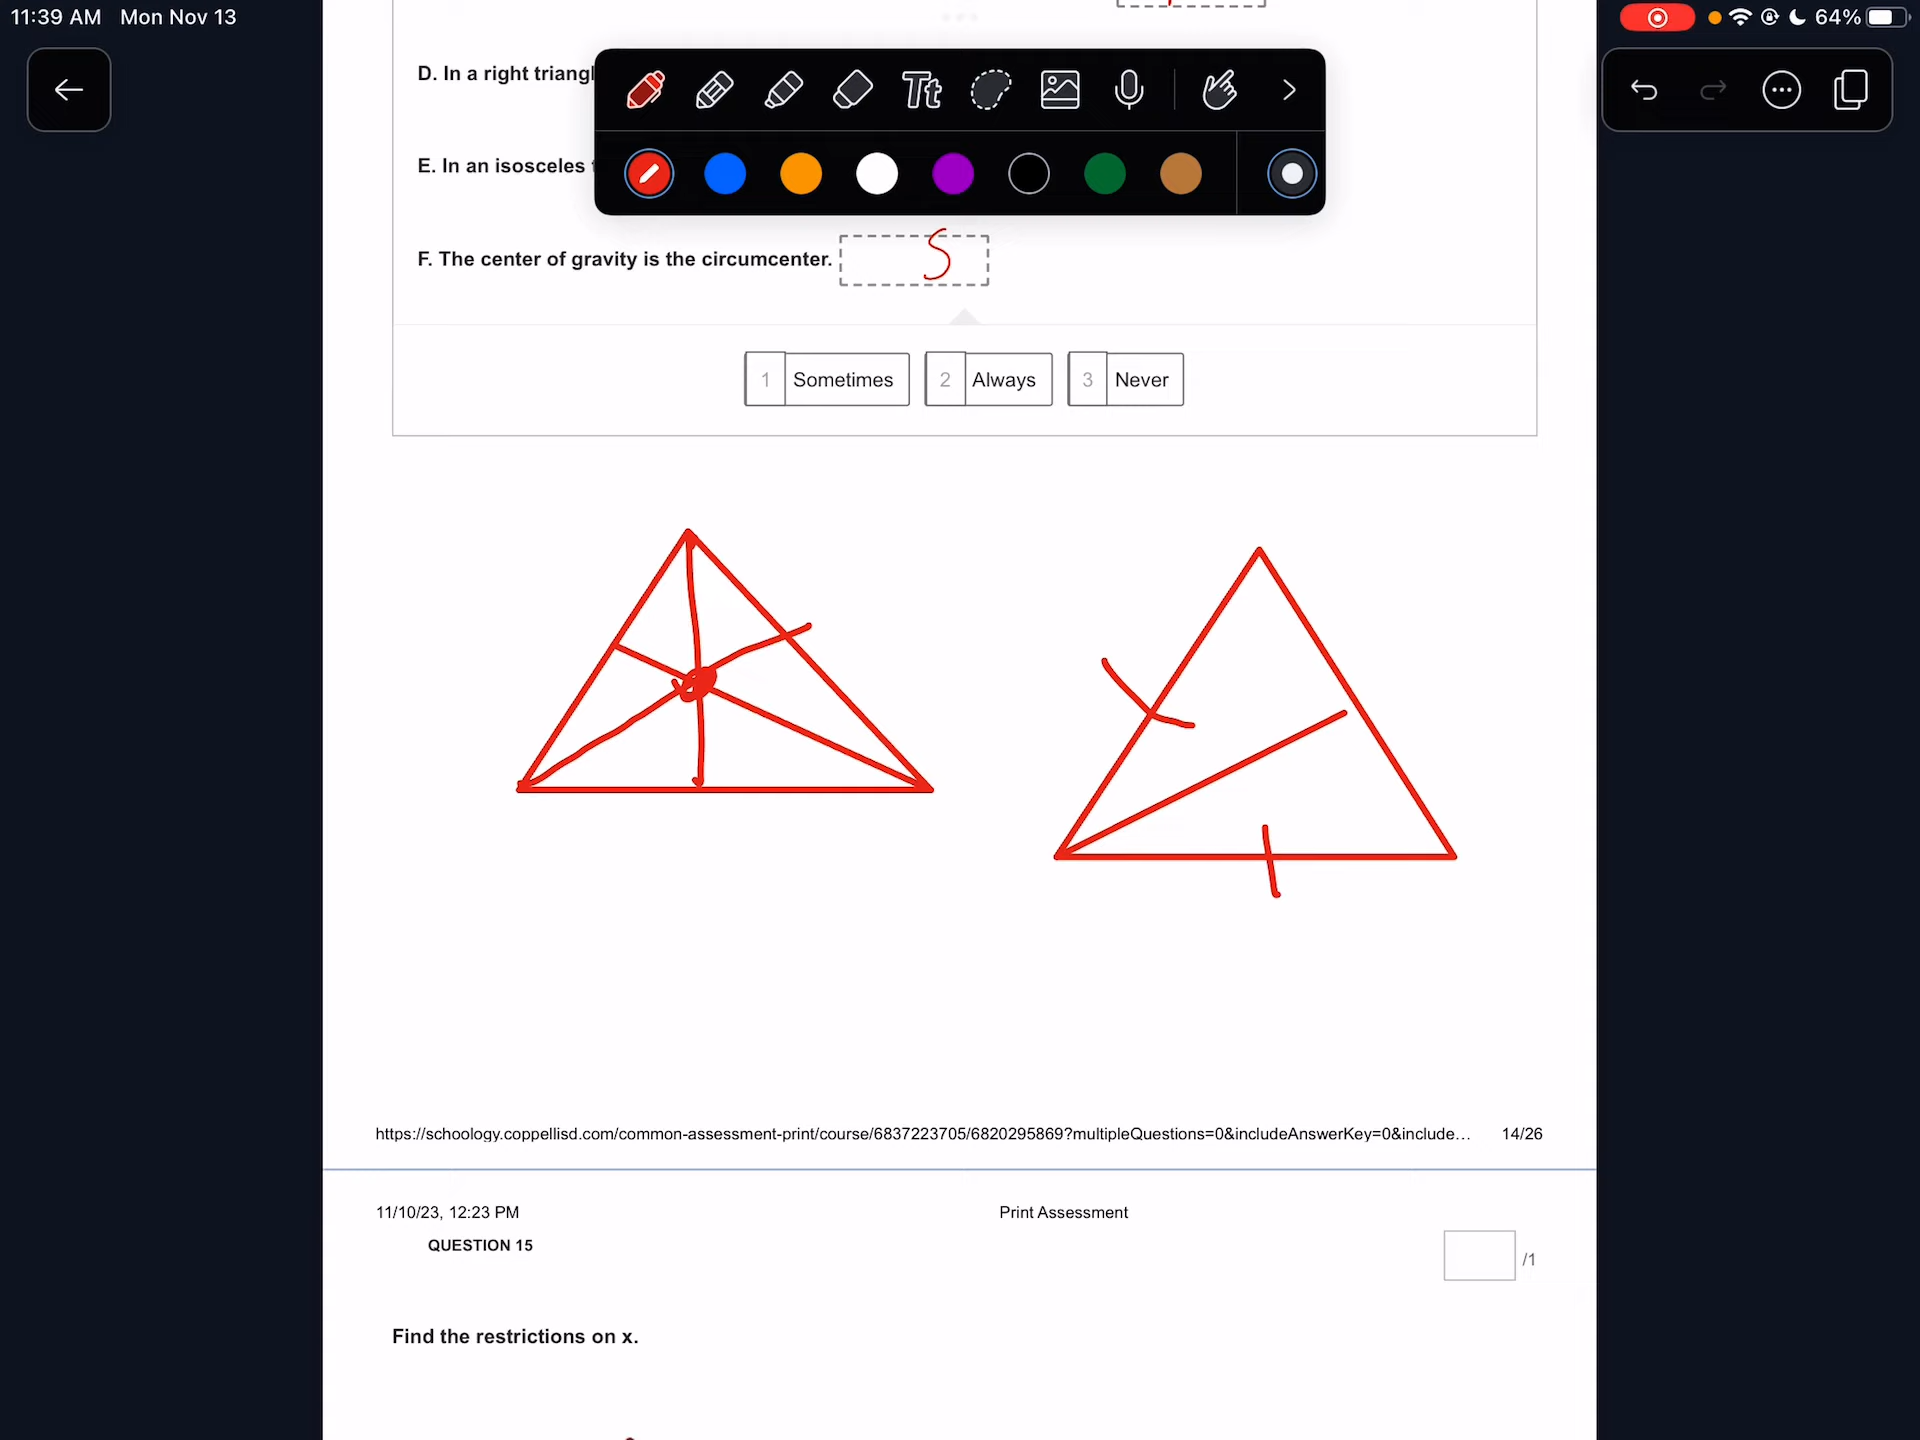 11:39 AM Mon Nov 13
64%
D. In a right triangl
Tt
E. In an isosceles
F. The center of gravity is the circumcenter. S
1 Sometimes 2 Always 3 Never
https://schoology.coppellisd.com/common-assessment-print/course/6837223705/6820295869?multipleQuestions=0&includeAnswerKey=0&include… 14/26
11/10/23, 12:23 PM Print Assessment
QUESTION 15
/1
Find the restrictions on x.